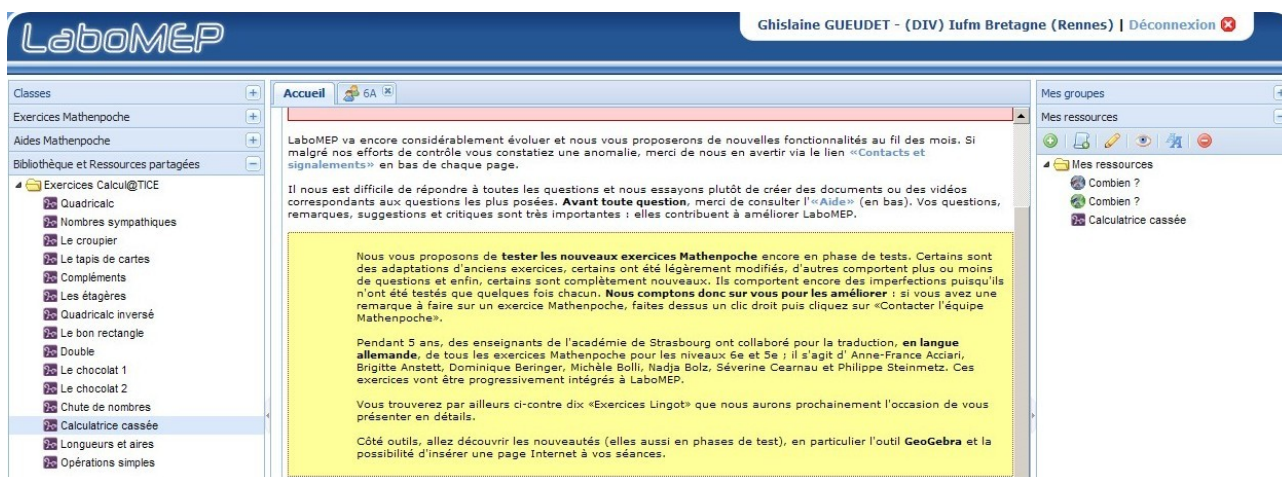 LaboMEP
Ghislaine GUEUDET - (DIV) Iufm Bretagne (Rennes) | Déconnexion
Classes
Exercices Mathenpoche
Aides Mathenpoche
Bibliothèque et Ressources partagées
Exercices Calcul@TICE
Quadricalc
Nombres sympathiques
Le croupier
Le tapis de cartes
Compléments
Les étagères
Quadricalc inversé
Le bon rectangle
Double
Le chocolat 1
Le chocolat 2
Chute de nombres
Calculatrice cassée
Longueurs et aires
Opérations simples
Accueil
6A
LaboMEP va encore considérablement évoluer et nous vous proposerons de nouvelles fonctionnalités au fil des mois. Si
malgré nos efforts de contrôle vous constatiez une anomalie, merci de nous en avertir via le lien «Contacts et
signalements» en bas de chaque page.
Il nous est difficile de répondre à toutes les questions et nous essayons plutôt de créer des documents ou des vidéos
correspondants aux questions les plus posées. Avant toute question, merci de consulter l'«Aide» (en bas). Vos questions,
remarques, suggestions et critiques sont très importantes : elles contribuent à améliorer LaboMEP.
Nous vous proposons de tester les nouveaux exercices Mathenpoche encore en phase de tests. Certains sont
des adaptations d'anciens exercices, certains ont été légèrement modifiés, d'autres comportent plus ou moins
de questions et enfin, certains sont complètement nouveaux. Ils comportent encore des imperfections puisqu'ils
n'ont été testés que quelques fois chacun. Nous comptons donc sur vous pour les améliorer : si vous avez une
remarque à faire sur un exercice Mathenpoche, faites dessus un clic droit puis cliquez sur «Contacter l'équipe
Mathenpoche».
Pendant 5 ans, des enseignants de l'académie de Strasbourg ont collaboré pour la traduction, en langue
allemande, de tous les exercices Mathenpoche pour les niveaux 6e et 5e ; il s'agit d' Anne-France Acciari,
Brigitte Anstett, Dominique Beringer, Michèle Bolli, Nadja Bolz, Séverine Cearnau et Philippe Steinmetz. Ces
exercices vont être progressivement intégrés à LaboMEP.
Vous trouverez par ailleurs ci-contre dix «Exercices Lingot» que nous aurons prochainement l'occasion de vous
présenter en détails.
Côté outils, allez découvrir les nouveautés (elles aussi en phases de test), en particulier l'outil GeoGebra et la
possibilité d'insérer une page Internet à vos séances.
Mes groupes
Mes ressources
Mes ressources
Combien ?
Combien ?
Calculatrice cassée